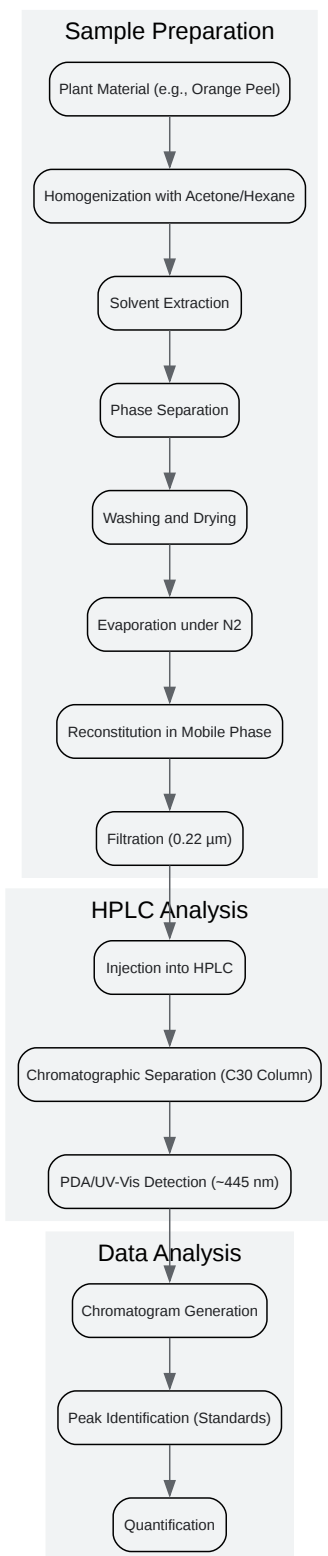 Sample Preparation
Plant Material (e.g., Orange Peel)
Homogenization with Acetone/Hexane
Solvent Extraction
Phase Separation
Washing and Drying
Evaporation under N2
Reconstitution in Mobile Phase
Filtration (0.22 µm)
HPLC Analysis
Injection into HPLC
Chromatographic Separation (C30 Column)
PDA/UV-Vis Detection (~445 nm)
Data Analysis
Chromatogram Generation
Peak Identification (Standards)
Quantification